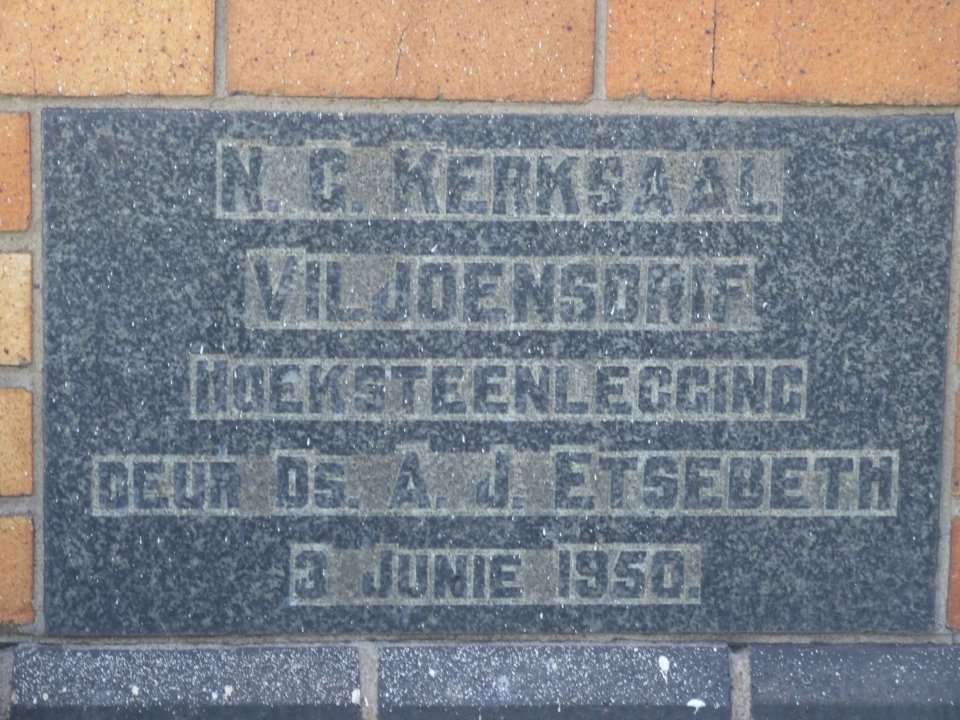 N. G. KERKSAAL
VILJOENSDRIF
HOEKSTEENLEGGING
DEUR DS. A. J. ETSEBETH
3 JUNIE 1950.